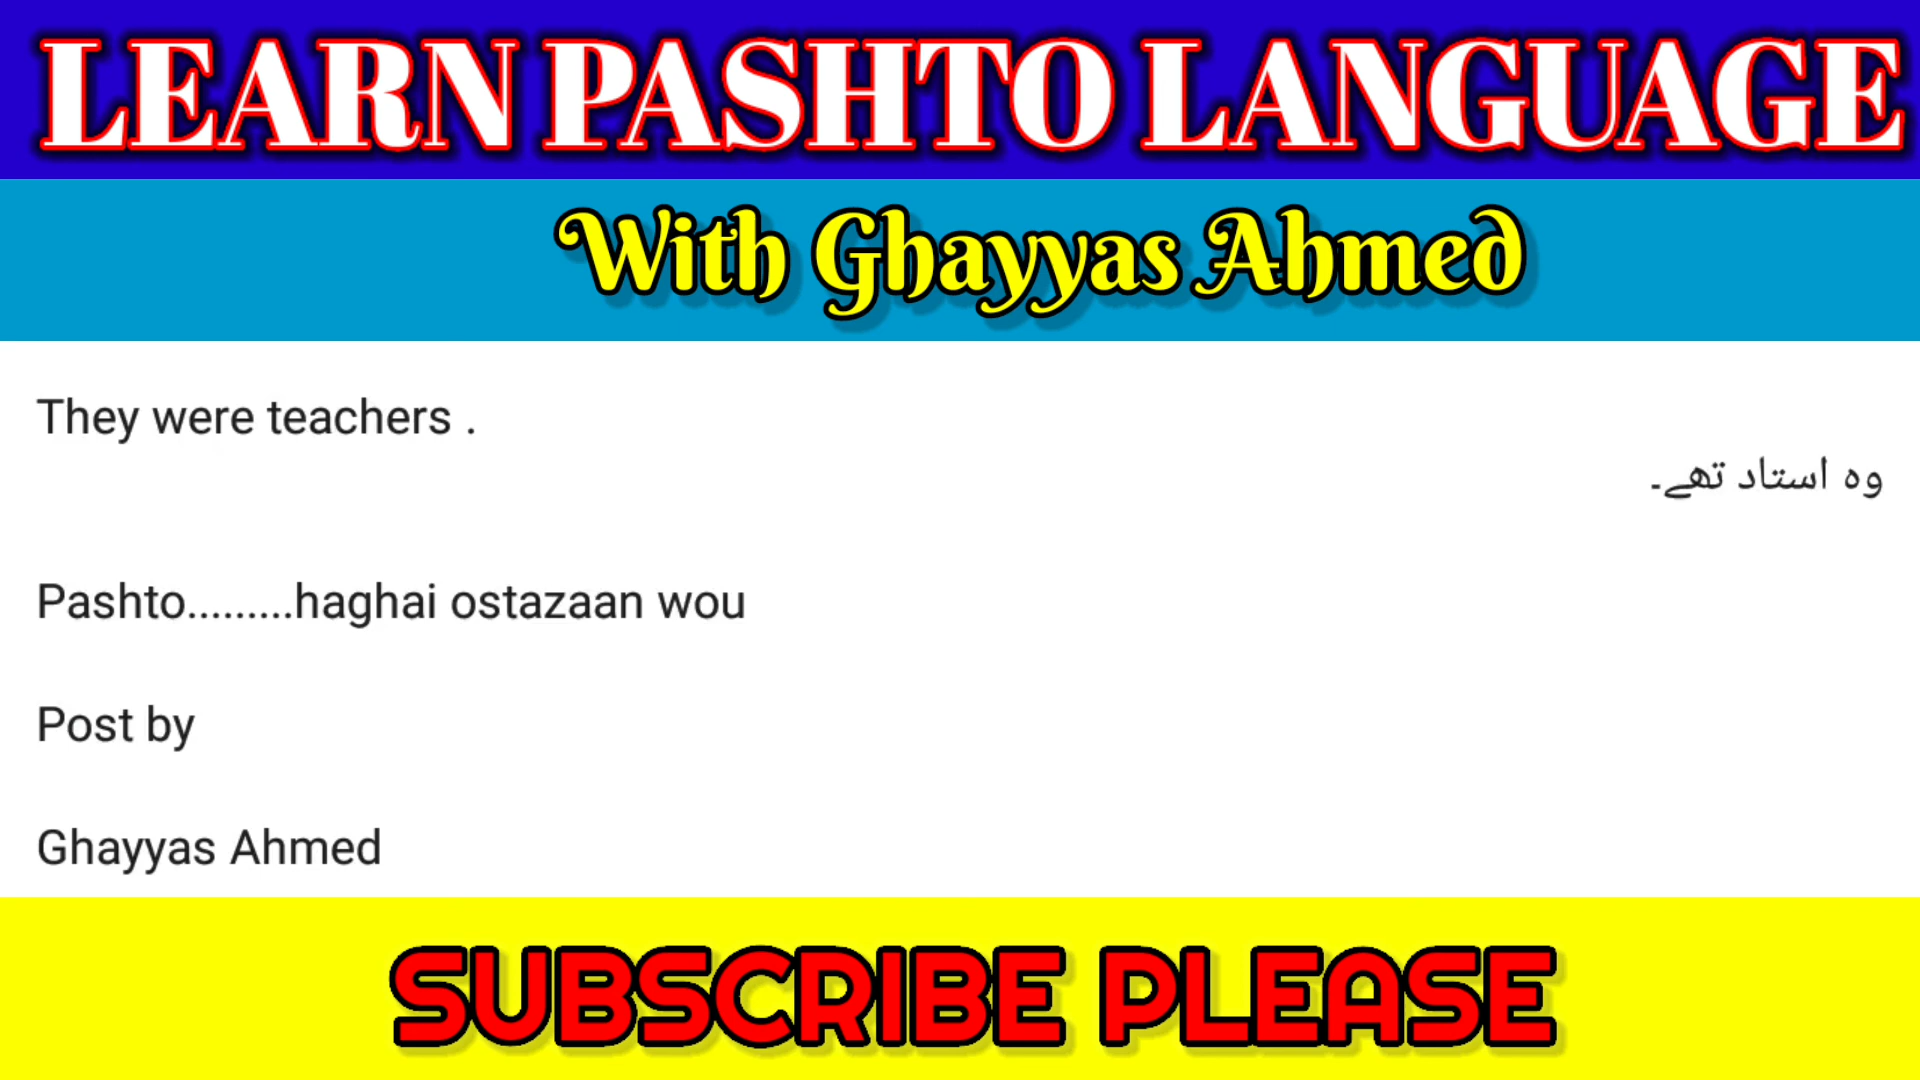 LEARN PASHTO LANGUAGE
With Ghayyas Ahmed
They were teachers .
وہ استاد تھے۔
Pashto.........haghai ostazaan wou
Post by
Ghayyas Ahmed
SUBSCRIBE PLEASE